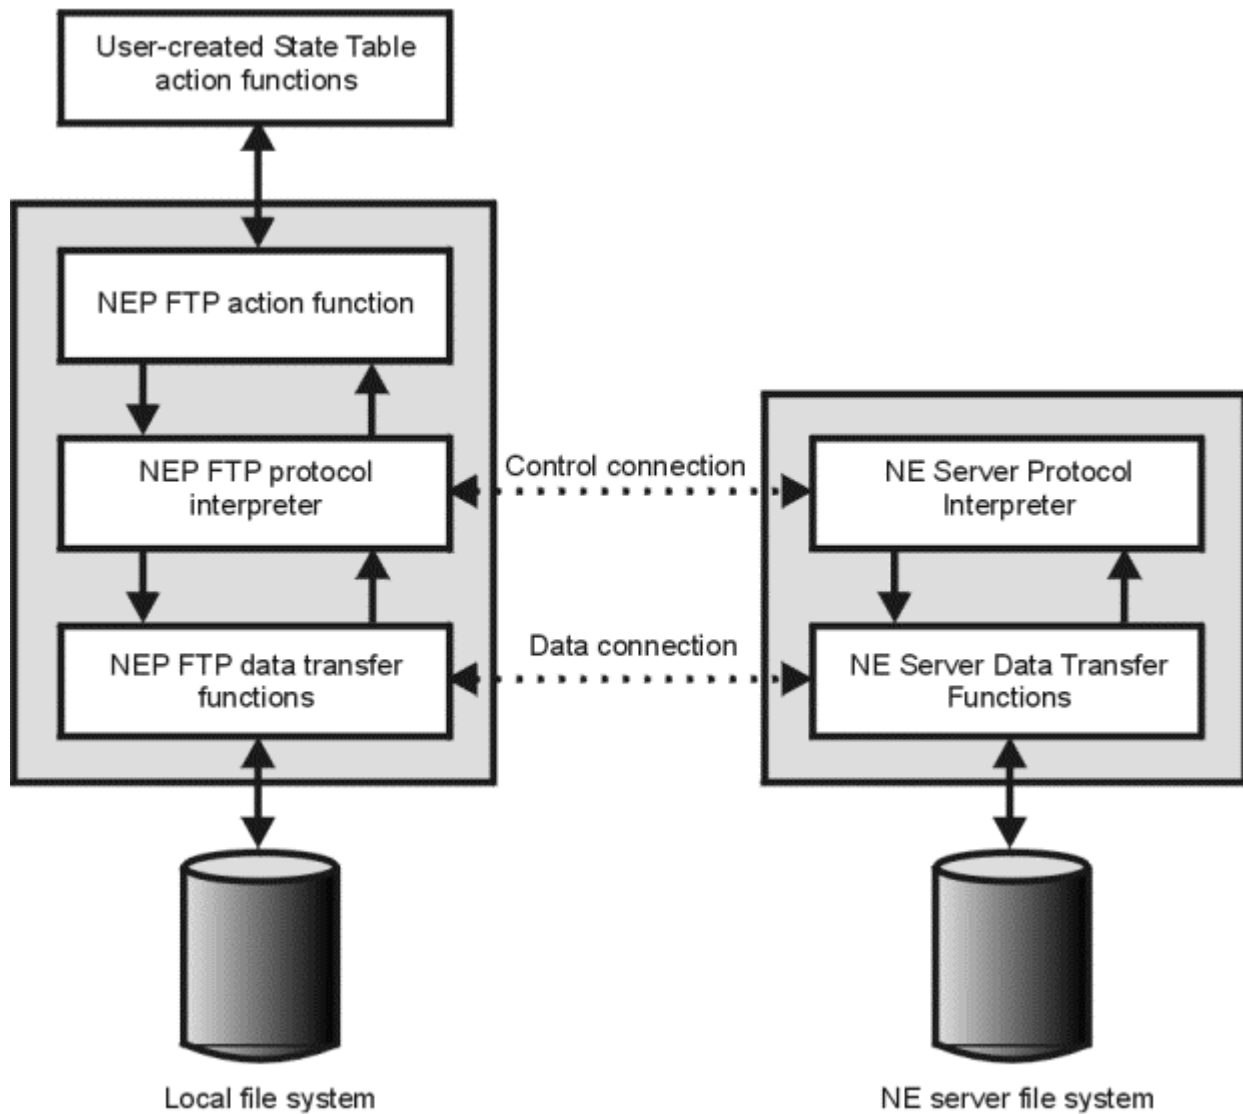 User-created State Table
action functions
NEP FTP action function
NEP FTP protocol
interpreter
Control connection
NE Server Protocol
Interpreter
NEP FTP data transfer
functions
Data connection
NE Server Data Transfer
Functions
Local file system
NE server file system